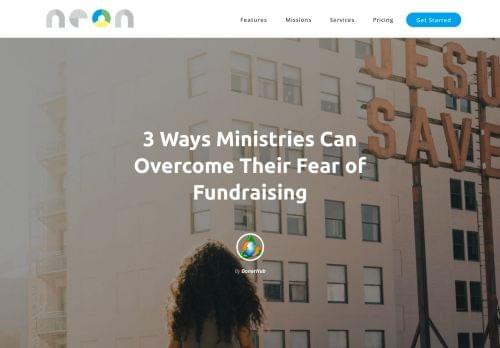 neon
Features Missions Services Pricing Get Started
JESUS
SAVE
3 Ways Ministries Can
Overcome Their Fear of
Fundraising
By DonorHub